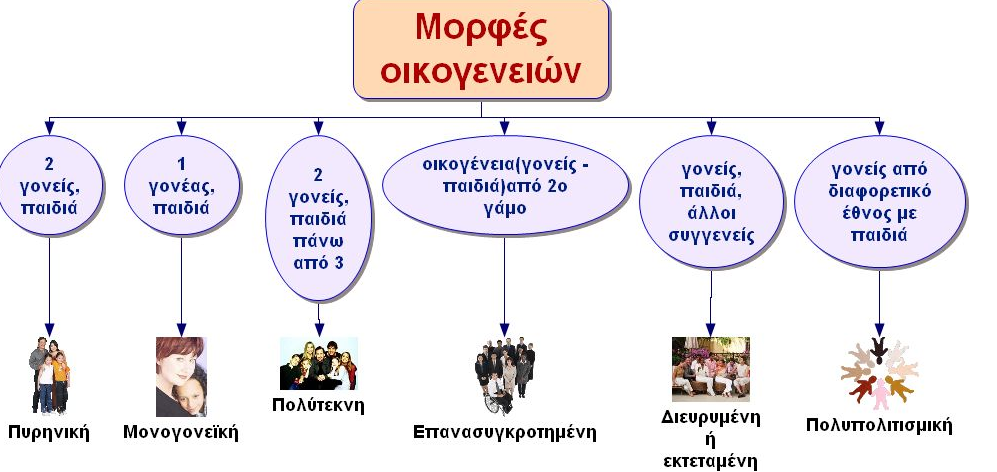 Μορφές
οικογενειών
2
γονείς,
παιδιά
1
γονέας,
παιδιά
2
γονείς,
παιδιά
πάνω
από 3
οικογένεια(γονείς -
παιδιά)από 2ο
γάμο
γονείς,
παιδιά,
άλλοι
συγγενείς
γονείς από
διαφορετικό
έθνος με
παιδιά
Πυρηνική
Μονογονεϊκή
Πολύτεκνη
Επανασυγκροτημένη
Διευρυμένη
ή
εκτεταμένη
Πολυπολιτισμική